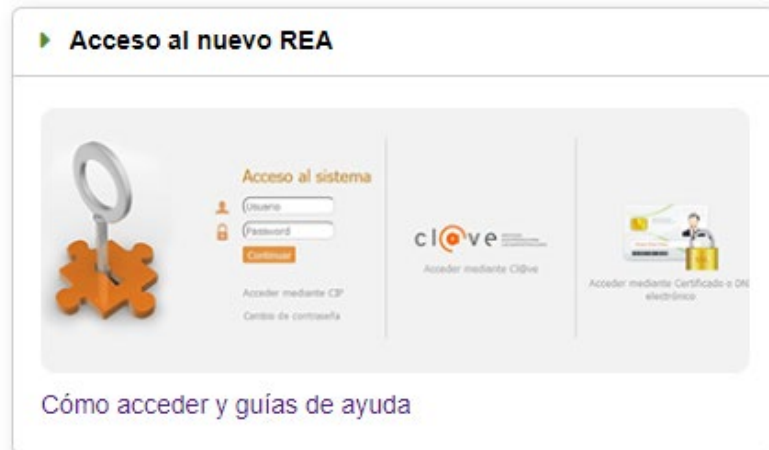 Acceso al nuevo REA
Acceso al sistema
Usuario
Password
Continuar
Acceder mediante CIP
Cambio de contraseña
cl@ve
Acceder mediante Cl@ve
Acceder mediante Certificado o DNI
electrónico
Cómo acceder y guías de ayuda